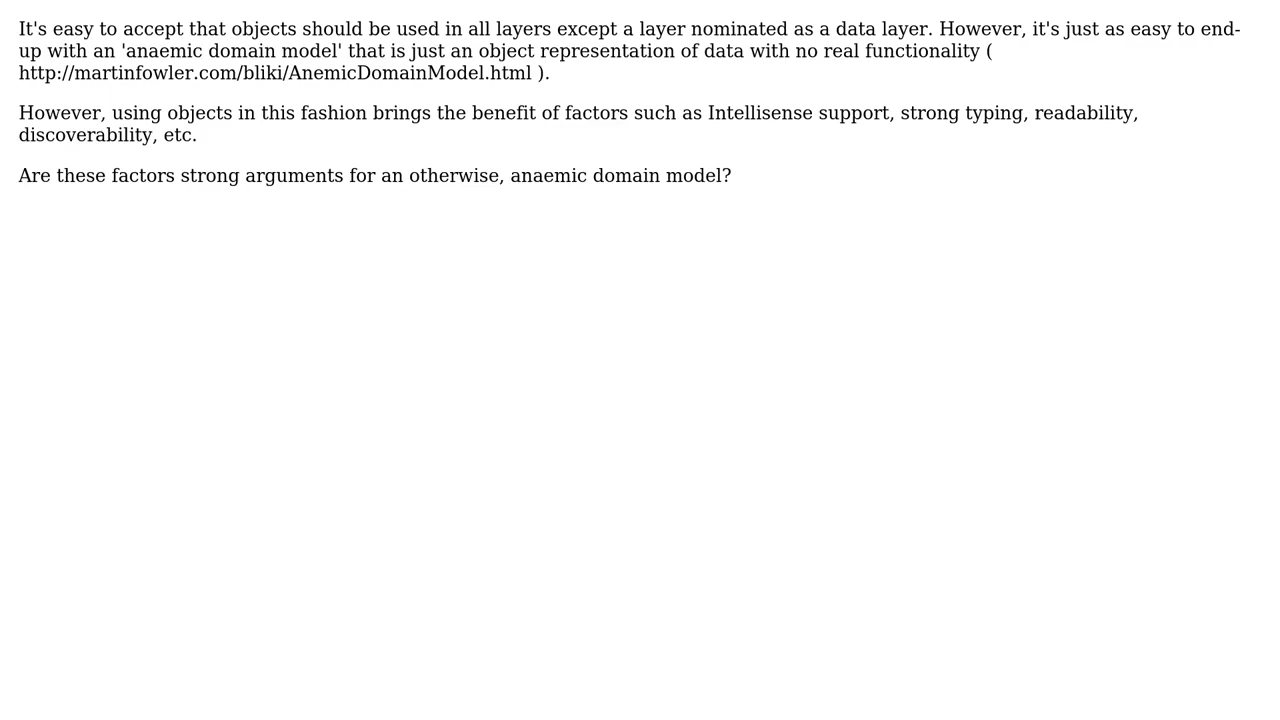 It's easy to accept that objects should be used in all layers except a layer nominated as a data layer. However, it's just as easy to end-
up with an 'anaemic domain model' that is just an object representation of data with no real functionality (
http://martinfowler.com/bliki/AnemicDomainModel.html ).
However, using objects in this fashion brings the benefit of factors such as Intellisense support, strong typing, readability,
discoverability, etc.
Are these factors strong arguments for an otherwise, anaemic domain model?